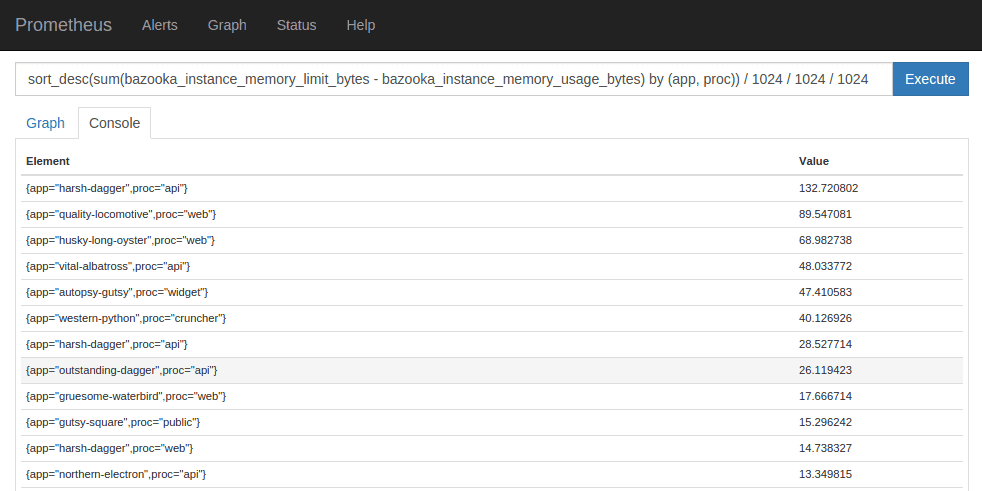 Prometheus Alerts Graph Status Help
sort_desc(sum(bazooka_instance_memory_limit_bytes - bazooka_instance_memory_usage_bytes) by (app, proc)) / 1024 / 1024 / 1024 Execute
Graph Console
Element Value
{app="harsh-dagger",proc="api"} 132.720802
{app="quality-locomotive",proc="web"} 89.547081
{app="husky-long-oyster",proc="web"} 68.982738
{app="vital-albatross",proc="api"} 48.033772
{app="autopsy-gutsy",proc="widget"} 47.410583
{app="western-python",proc="cruncher"} 40.126926
{app="harsh-dagger",proc="api"} 28.527714
{app="outstanding-dagger",proc="api"} 26.119423
{app="gruesome-waterbird",proc="web"} 17.666714
{app="gutsy-square",proc="public"} 15.296242
{app="harsh-dagger",proc="web"} 14.738327
{app="northern-electron",proc="api"} 13.349815